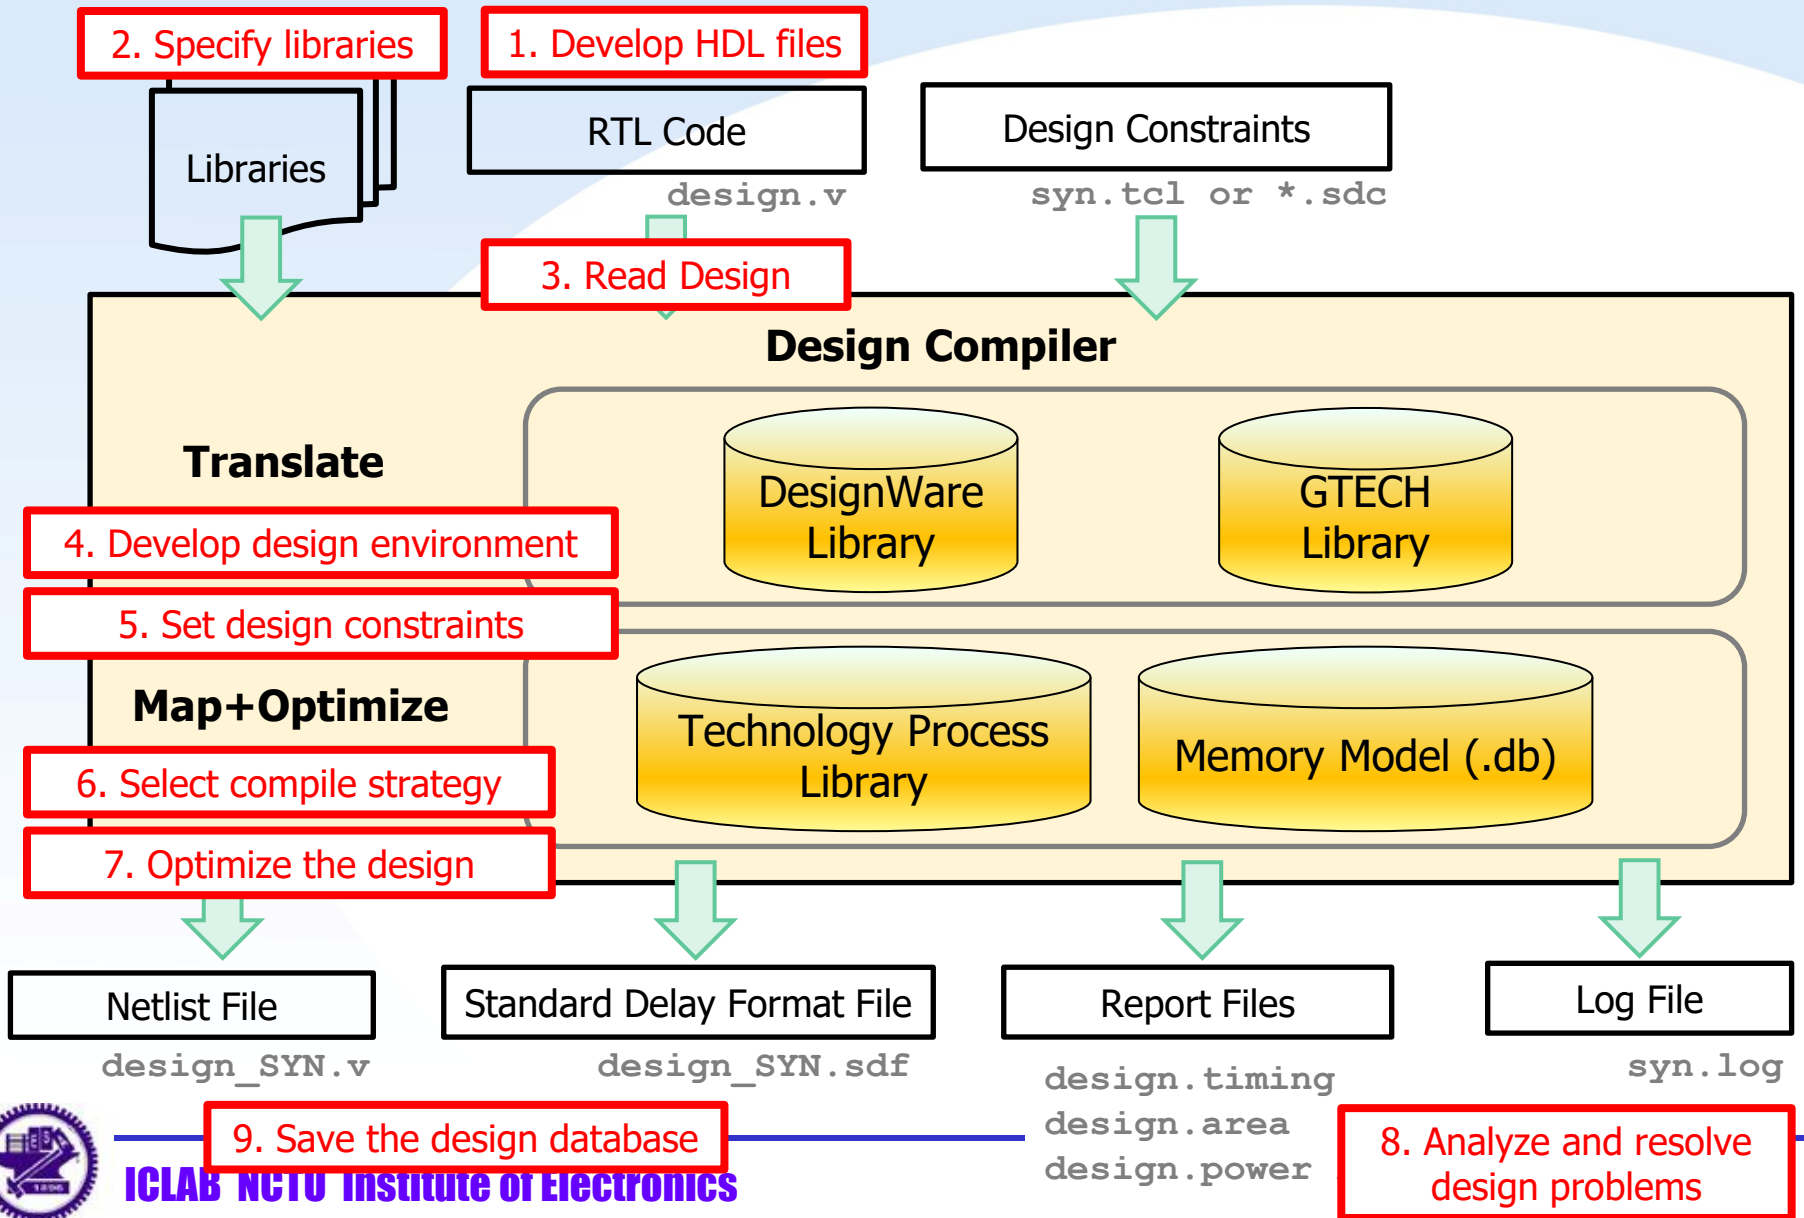 2. Specify libraries
1. Develop HDL files
Libraries
RTL Code
design.v
Design Constraints
syn.tcl or *.sdc
3. Read Design
Design Compiler
Translate
DesignWare
Library
GTECH
Library
4. Develop design environment
5. Set design constraints
Map+Optimize
Technology Process
Library
Memory Model (.db)
6. Select compile strategy
7. Optimize the design
Netlist File
design_SYN.v
Standard Delay Format File
design_SYN.sdf
Report Files
design.timing
design.area
design.power
Log File
syn.log
9. Save the design database
8. Analyze and resolve
design problems
ICLAB NCTU Institute of Electronics
1896